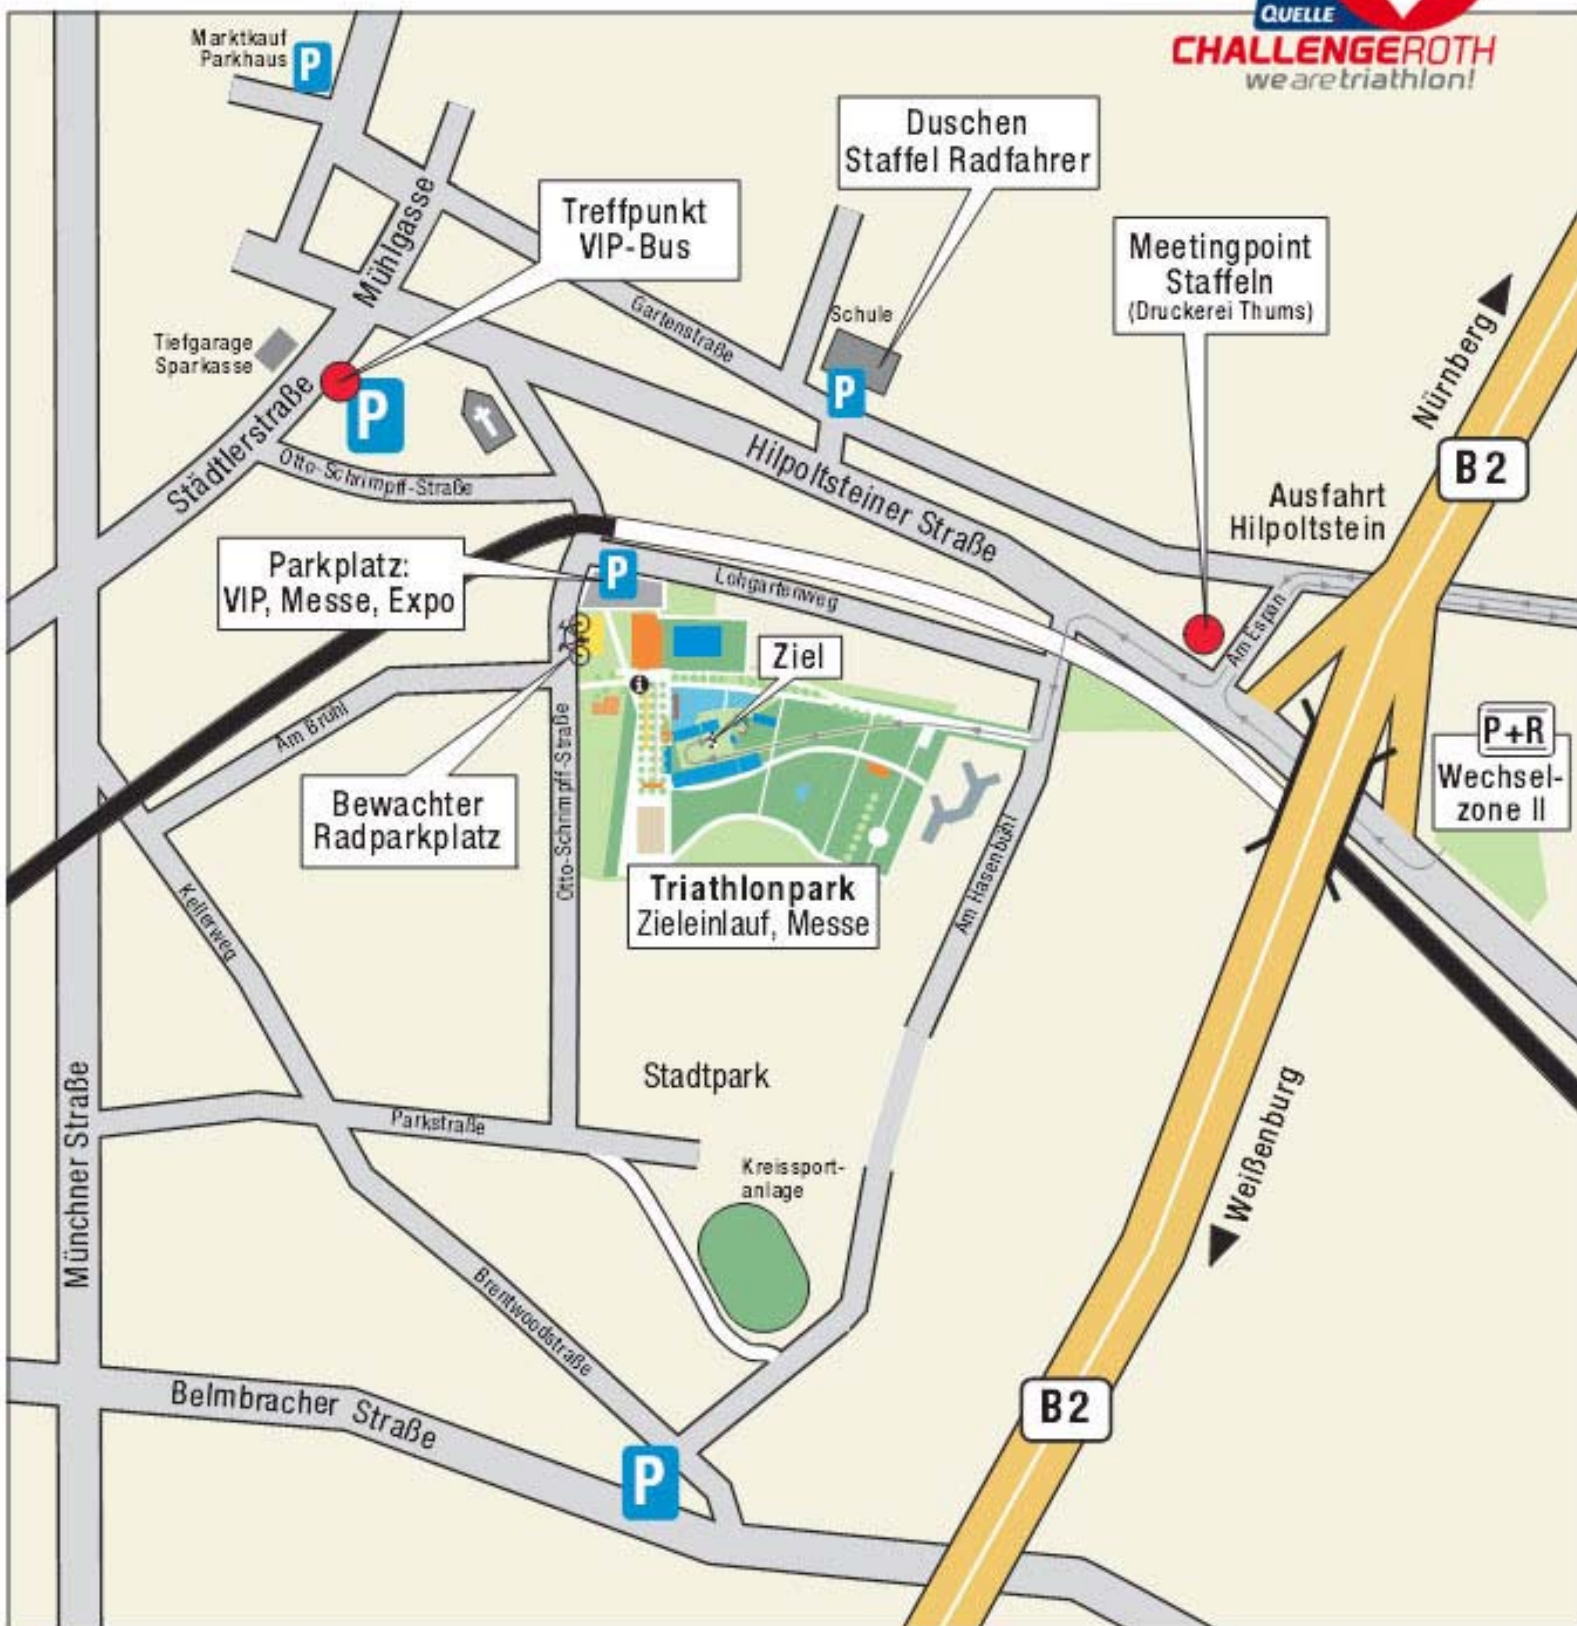 QUELLE
CHALLENGEROTH
we are triathlon!
Marktkauf
Parkhaus
P
Duschen
Staffel Radfahrer
Treffpunkt
VIP-Bus
Meetingpoint
Staffeln
(Druckerei Thums)
Mühlgasse
Gartenstraße
Schule
P
Nürnberg
Tiefgarage
Sparkasse
P
Städtlerstraße
Otto-Schrimpff-Straße
Hilpoltsteiner Straße
B2
Ausfahrt
Hilpoltstein
Parkplatz:
VIP, Messe, Expo
P
Lohgartenweg
Am Espan
Ziel
i
Am Brühl
Otto-Schrimpff-Straße
P+R
Wechsel-
zone II
Bewachter
Radparkplatz
Triathlonpark
Zieleinlauf, Messe
Am Hasenbühl
Kellerweg
Stadtpark
Münchner Straße
Parkstraße
Weißenburg
Kreissport-
anlage
Brentwoodstraße
Belmbracher Straße
B2
P